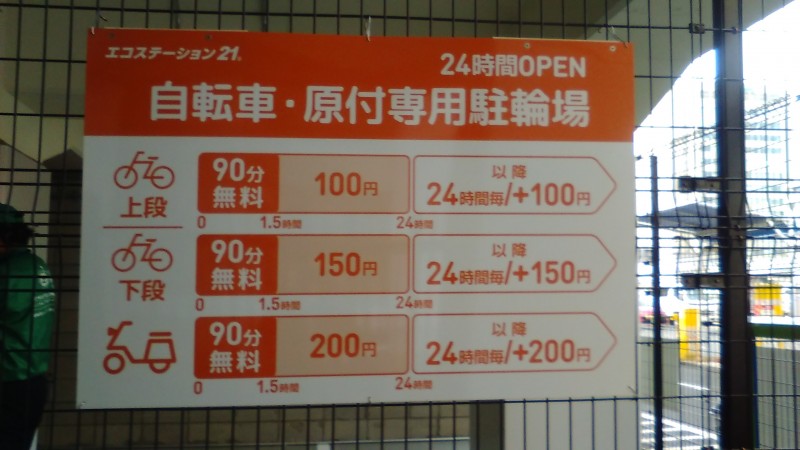 エコステーション21®
24時間OPEN
自転車・原付専用駐輪場
上段
90分
無料
100円
以降
24時間毎/+100円
0 1.5時間 24時間
下段
90分
無料
150円
以降
24時間毎/+150円
0 1.5時間 24時間
90分
無料
200円
以降
24時間毎/+200円
0 1.5時間 24時間